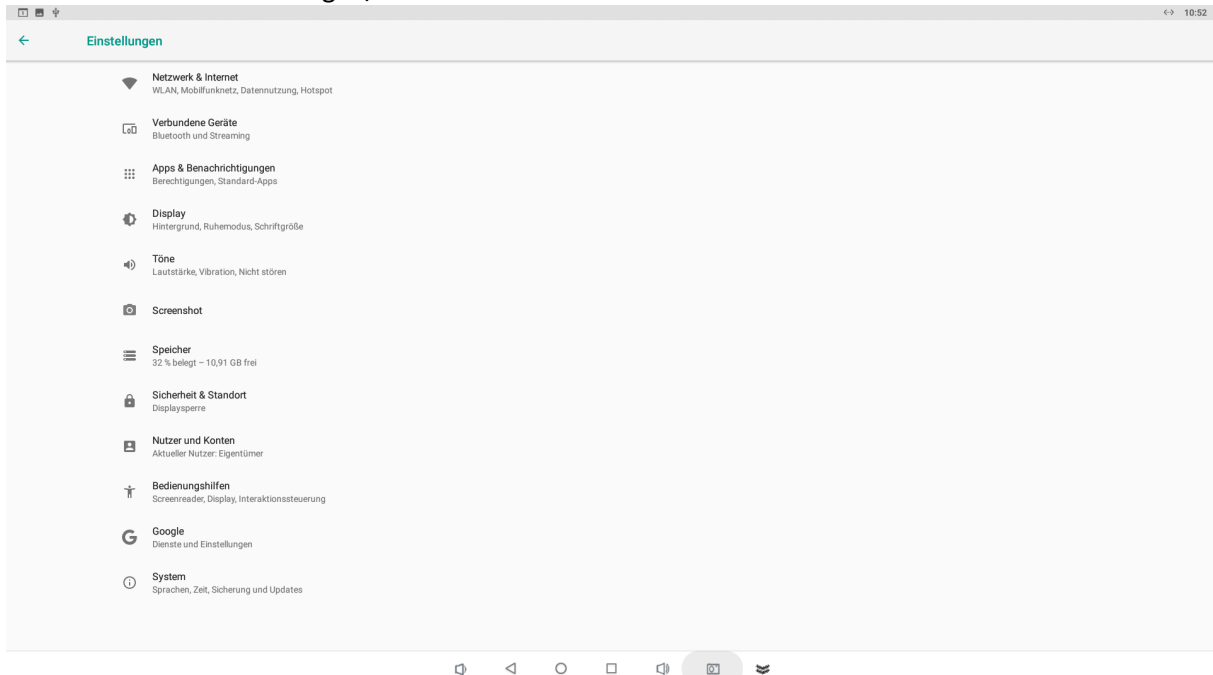 10:52
Einstellungen
Netzwerk & Internet
WLAN, Mobilfunknetz, Datennutzung, Hotspot
Verbundene Geräte
Bluetooth und Streaming
Apps & Benachrichtigungen
Berechtigungen, Standard-Apps
Display
Hintergrund, Ruhemodus, Schriftgröße
Töne
Lautstärke, Vibration, Nicht stören
Screenshot
Speicher
32 % belegt – 10,91 GB frei
Sicherheit & Standort
Displaysperre
Nutzer und Konten
Aktueller Nutzer: Eigentümer
Bedienungshilfen
Screenreader, Display, Interaktionssteuerung
Google
Dienste und Einstellungen
System
Sprachen, Zeit, Sicherung und Updates